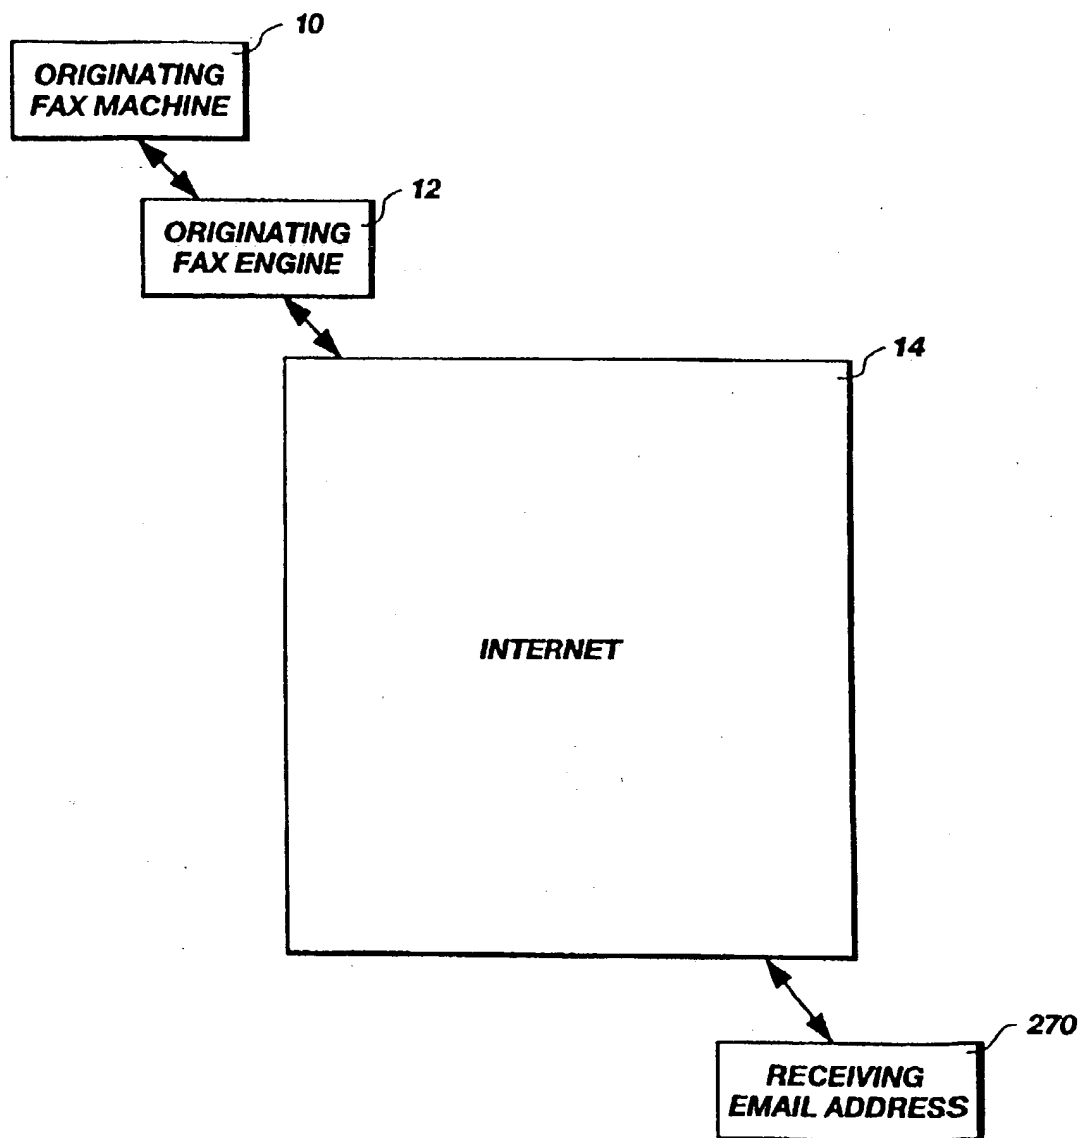 10
ORIGINATING
FAX MACHINE
12
ORIGINATING
FAX ENGINE
14
INTERNET
270
RECEIVING
EMAIL ADDRESS